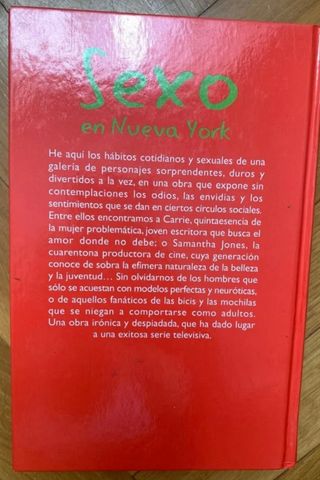 Sexo
en Nueva York
He aquí los hábitos cotidianos y sexuales de una
galería de personajes sorprendentes, duros y
divertidos a la vez, en una obra que expone sin
contemplaciones los odios, las envidias y los
sentimientos que se dan en ciertos círculos sociales.
Entre ellos encontramos a Carrie, quintaesencia de
la mujer problemática, joven escritora que busca el
amor donde no debe; o Samantha Jones, la
cuarentona productora de cine, cuya generación
conoce de sobra la efímera naturaleza de la belleza
y la juventud... Sin olvidarnos de los hombres que
sólo se acuestan con modelos perfectas y neuróticas,
o de aquellos fanáticos de las bicis y las mochilas
que se niegan a comportarse como adultos.
Una obra irónica y despiadada, que ha dado lugar
a una exitosa serie televisiva.